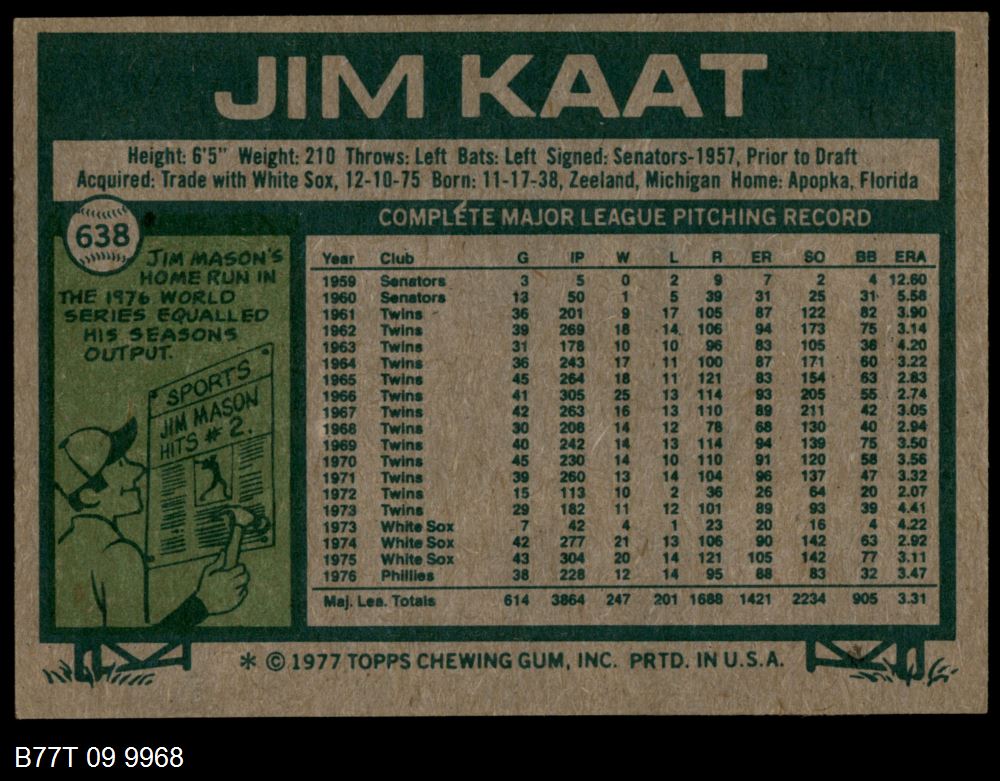 JIM KAAT
Height: 6'5" Weight: 210 Throws: Left Bats: Left Signed: Senators-1957, Prior to Draft
Acquired: Trade with White Sox, 12-10-75 Born: 11-17-38, Zeeland, Michigan Home: Apopka, Florida
638
COMPLETE MAJOR LEAGUE PITCHING RECORD
JIM MASON'S
HOME RUN IN
THE 1976 WORLD
SERIES EQUALLED
HIS SEASONS
OUTPUT.
SPORTS
JIM MASON
HITS # 2.
Year Club G IP W L R ER SO BB ERA
1959 Senators 3 5 0 2 9 7 2 4 12.60
1960 Senators 13 50 1 5 39 31 25 31 5.58
1961 Twins 36 201 9 17 105 87 122 82 3.90
1962 Twins 39 269 18 14 106 94 173 75 3.14
1963 Twins 31 178 10 10 96 83 105 38 4.20
1964 Twins 36 243 17 11 100 87 171 60 3.22
1965 Twins 45 264 18 11 121 83 154 63 2.83
1966 Twins 41 305 25 13 114 93 205 55 2.74
1967 Twins 42 263 16 13 110 89 211 42 3.05
1968 Twins 30 208 14 12 78 68 130 40 2.94
1969 Twins 40 242 14 13 114 94 139 75 3.50
1970 Twins 45 230 14 10 110 91 120 58 3.56
1971 Twins 39 260 13 14 104 96 137 47 3.32
1972 Twins 15 113 10 2 36 26 64 20 2.07
1973 Twins 29 182 11 12 101 89 93 39 4.41
1973 White Sox 7 42 4 1 23 20 16 4 4.22
1974 White Sox 42 277 21 13 106 90 142 63 2.92
1975 White Sox 43 304 20 14 121 105 142 77 3.11
1976 Phillies 38 228 12 14 95 88 83 32 3.47
Maj. Lea. Totals 614 3864 247 201 1688 1421 2234 905 3.31
* © 1977 TOPPS CHEWING GUM, INC. PRTD. IN U.S.A.
B77T 09 9968